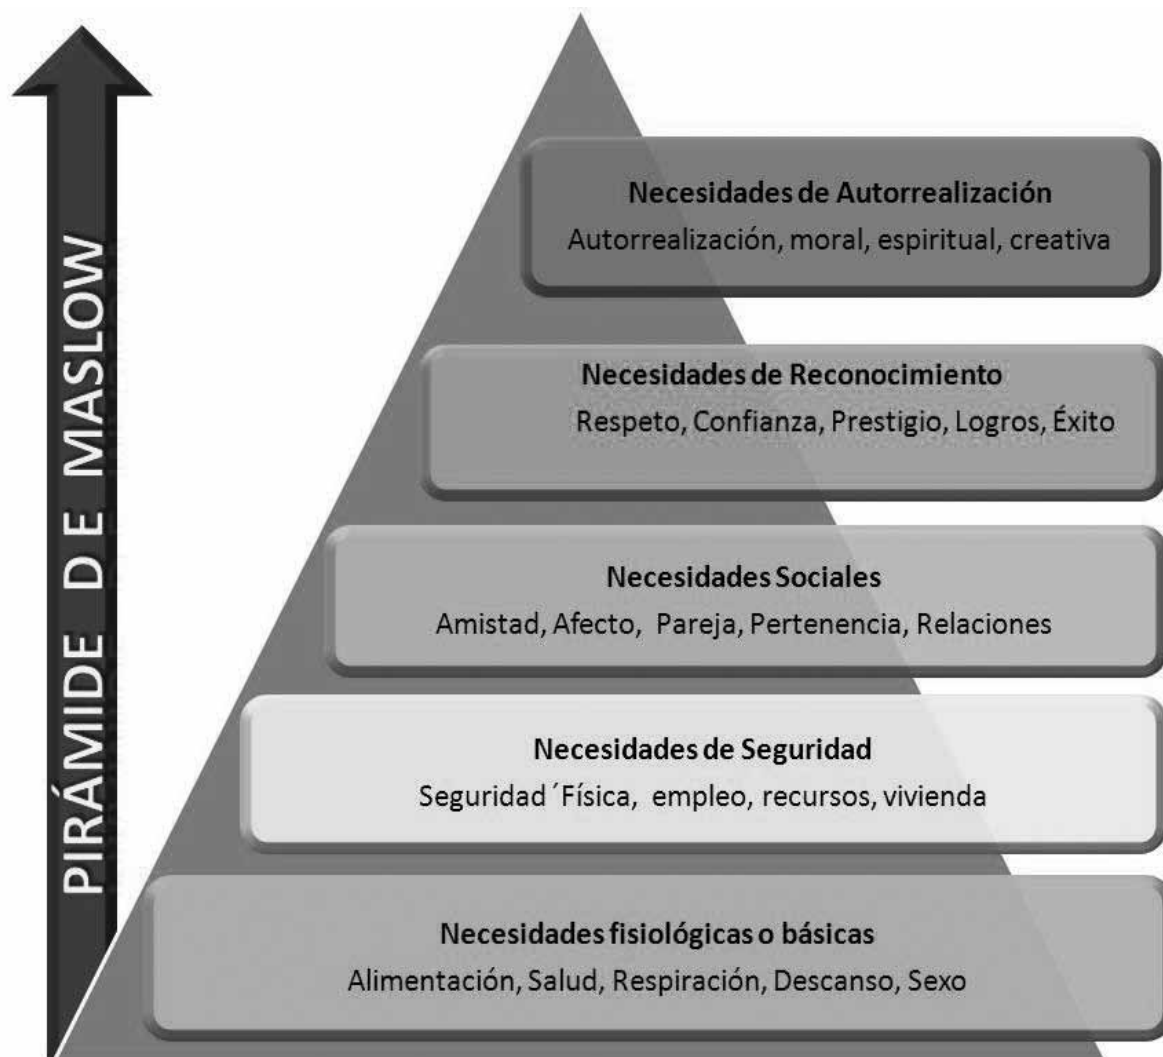 PIRÁMIDE D E MASLOW
Necesidades de Autorrealización
Autorrealización, moral, espiritual, creativa
Necesidades de Reconocimiento
Respeto, Confianza, Prestigio, Logros, Éxito
Necesidades Sociales
Amistad, Afecto, Pareja, Pertenencia, Relaciones
Necesidades de Seguridad
Seguridad ´Física, empleo, recursos, vivienda
Necesidades fisiológicas o básicas
Alimentación, Salud, Respiración, Descanso, Sexo